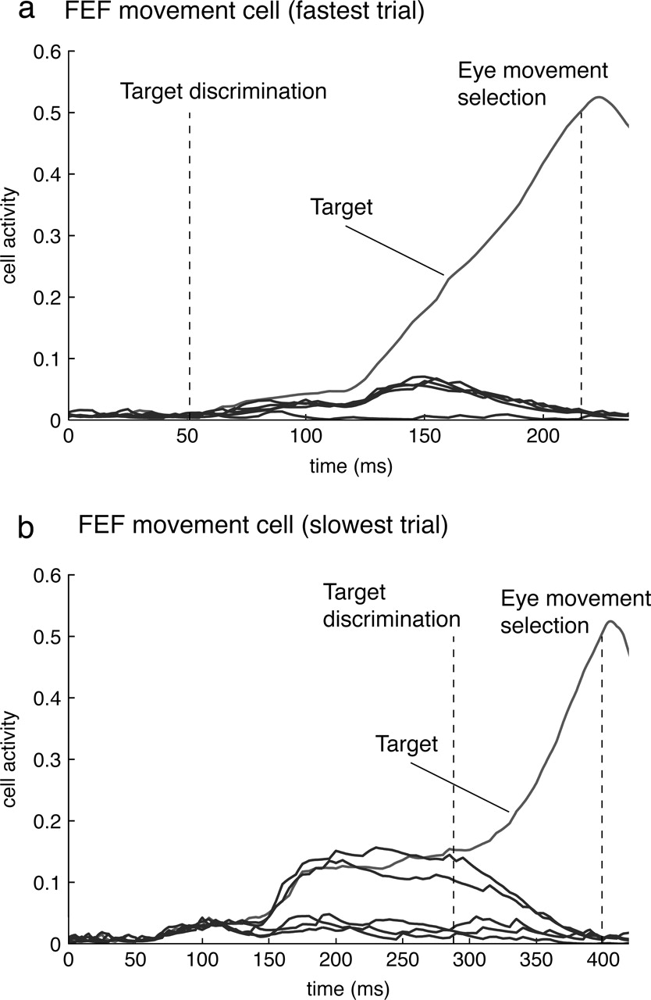 a FEF movement cell (fastest trial)
0.6
Target discrimination
Eye movement
selection
0.5
0.4
Target
0.3
cell activity
0.2
0.1
0
0 50 100 150 200
time (ms)
b FEF movement cell (slowest trial)
0.6
Target
discrimination
Eye movement
selection
0.5
0.4
Target
0.3
cell activity
0.2
0.1
0
0 50 100 150 200 250 300 350 400
time (ms)